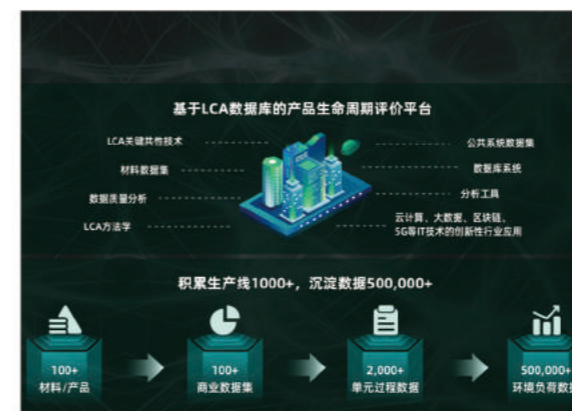 基于LCA数据库的产品生命周期评价平台
LCA关键共性技术
材料数据集
数据质量分析
LCA方法学
公共系统数据集
数据库系统
分析工具
云计算、大数据、区块链、
5G等IT技术的创新性行业应用
积累生产线1000+，沉淀数据500,000+
100+
材料/产品
100+
商业数据集
2,000+
单元过程数据
500,000+
环境负荷数